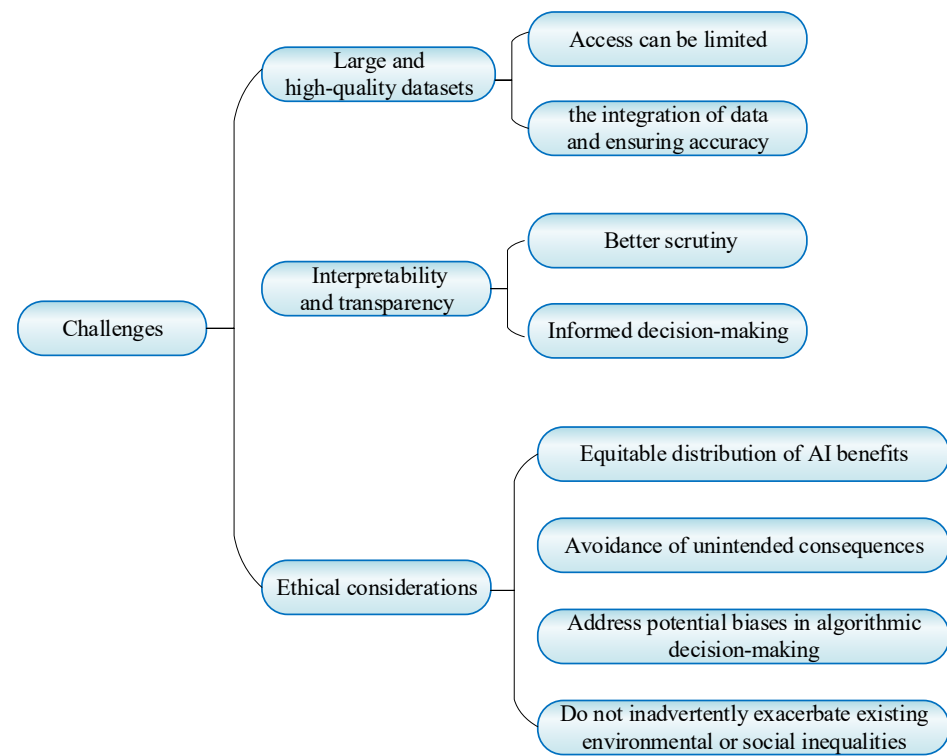 Challenges
Large and
high-quality datasets
Access can be limited
the integration of data
and ensuring accuracy
Interpretability
and transparency
Better scrutiny
Informed decision-making
Ethical considerations
Equitable distribution of AI benefits
Avoidance of unintended consequences
Address potential biases in algorithmic
decision-making
Do not inadvertently exacerbate existing
environmental or social inequalities